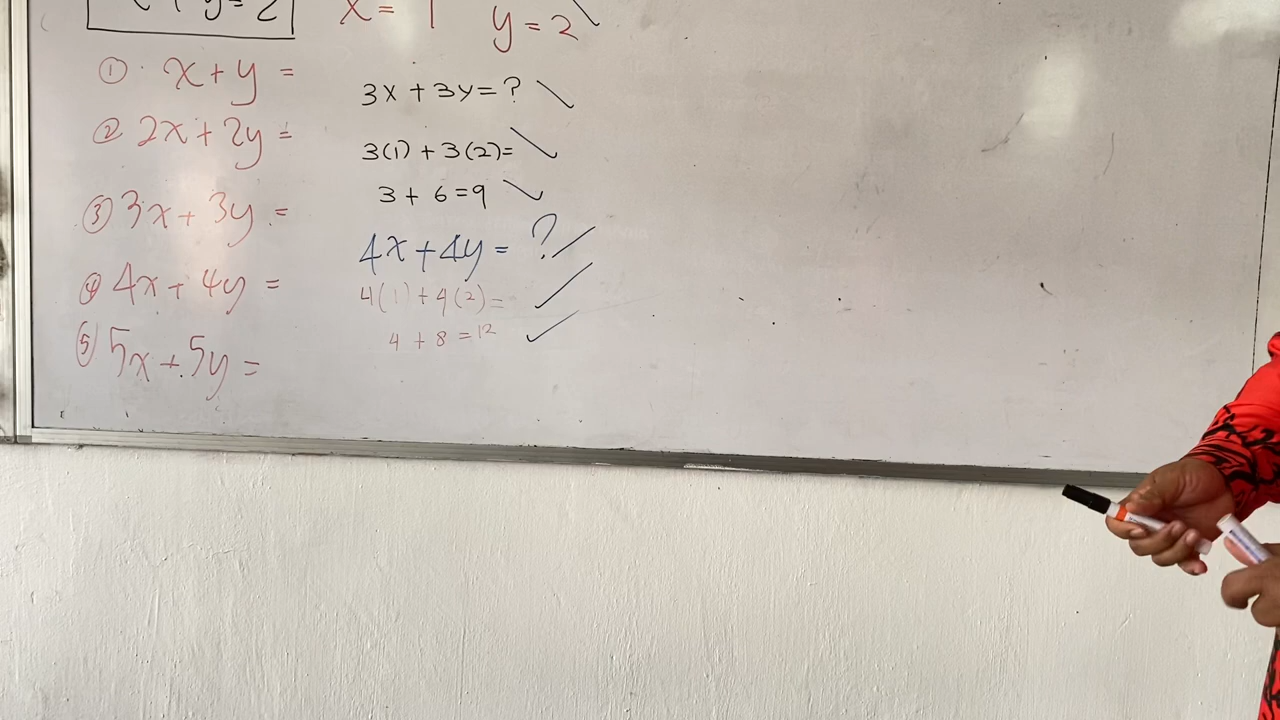 y = 2
x = 1 y = 2
① x + y =
② 2x + 2y =
③ 3x + 3y =
④ 4x + 4y =
⑤ 5x + 5y =
3x + 3y = ?
3(1) + 3(2) =
3 + 6 = 9
4x + 4y = ?
4(1) + 4(2) =
4 + 8 = 12